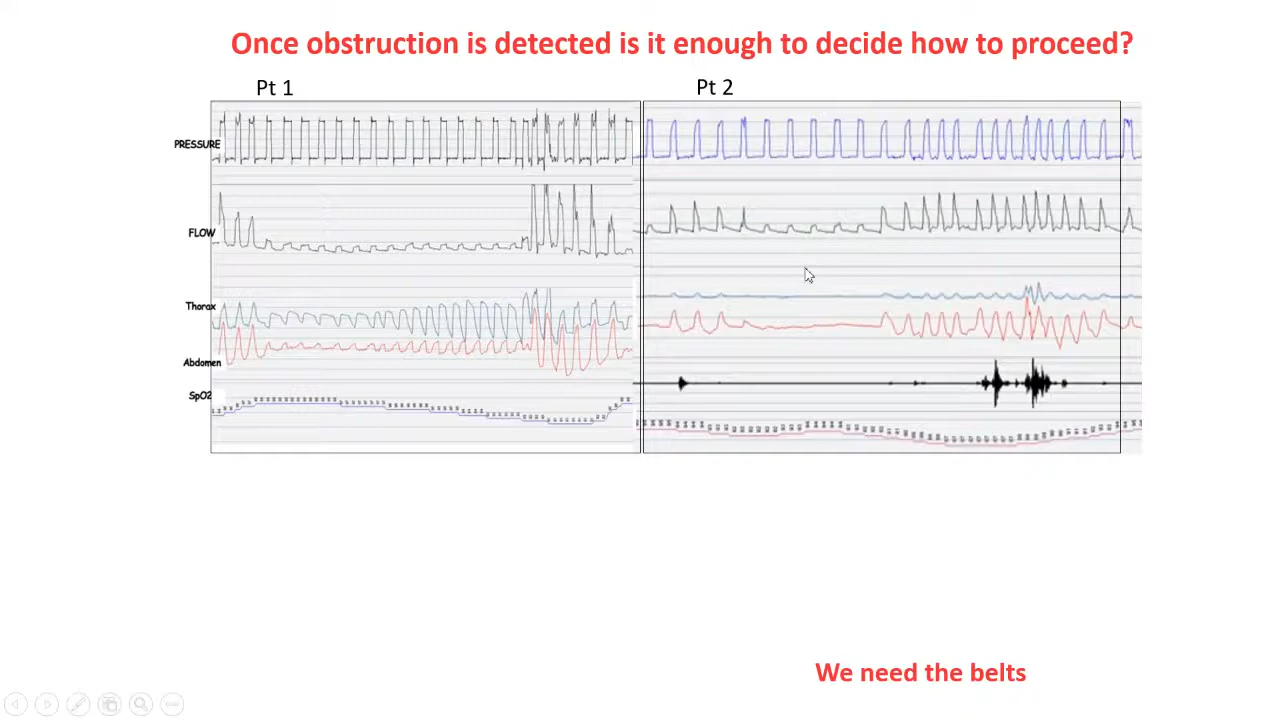 Once obstruction is detected is it enough to decide how to proceed?
Pt 1
Pt 2
PRESSURE
FLOW
Thorax
Abdomen
SpO2
We need the belts